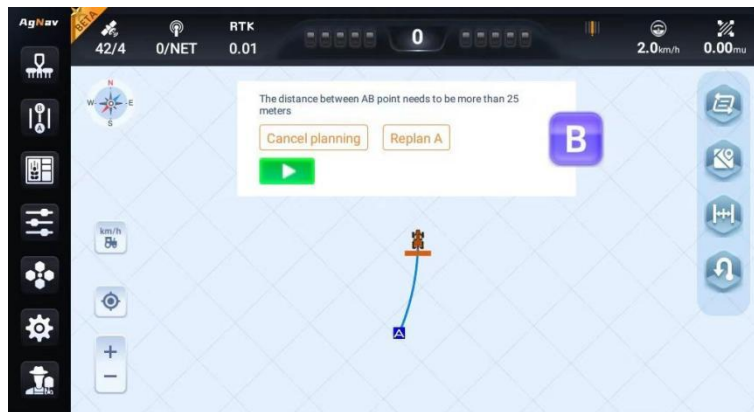 AgNav
BETA
42/4
0/NET
RTK
0.01
0
2.0km/h
0.00mu
N
W
E
S
The distance between AB point needs to be more than 25
meters
Cancel planning
Replan A
B
B
A
km/h
A
+
−